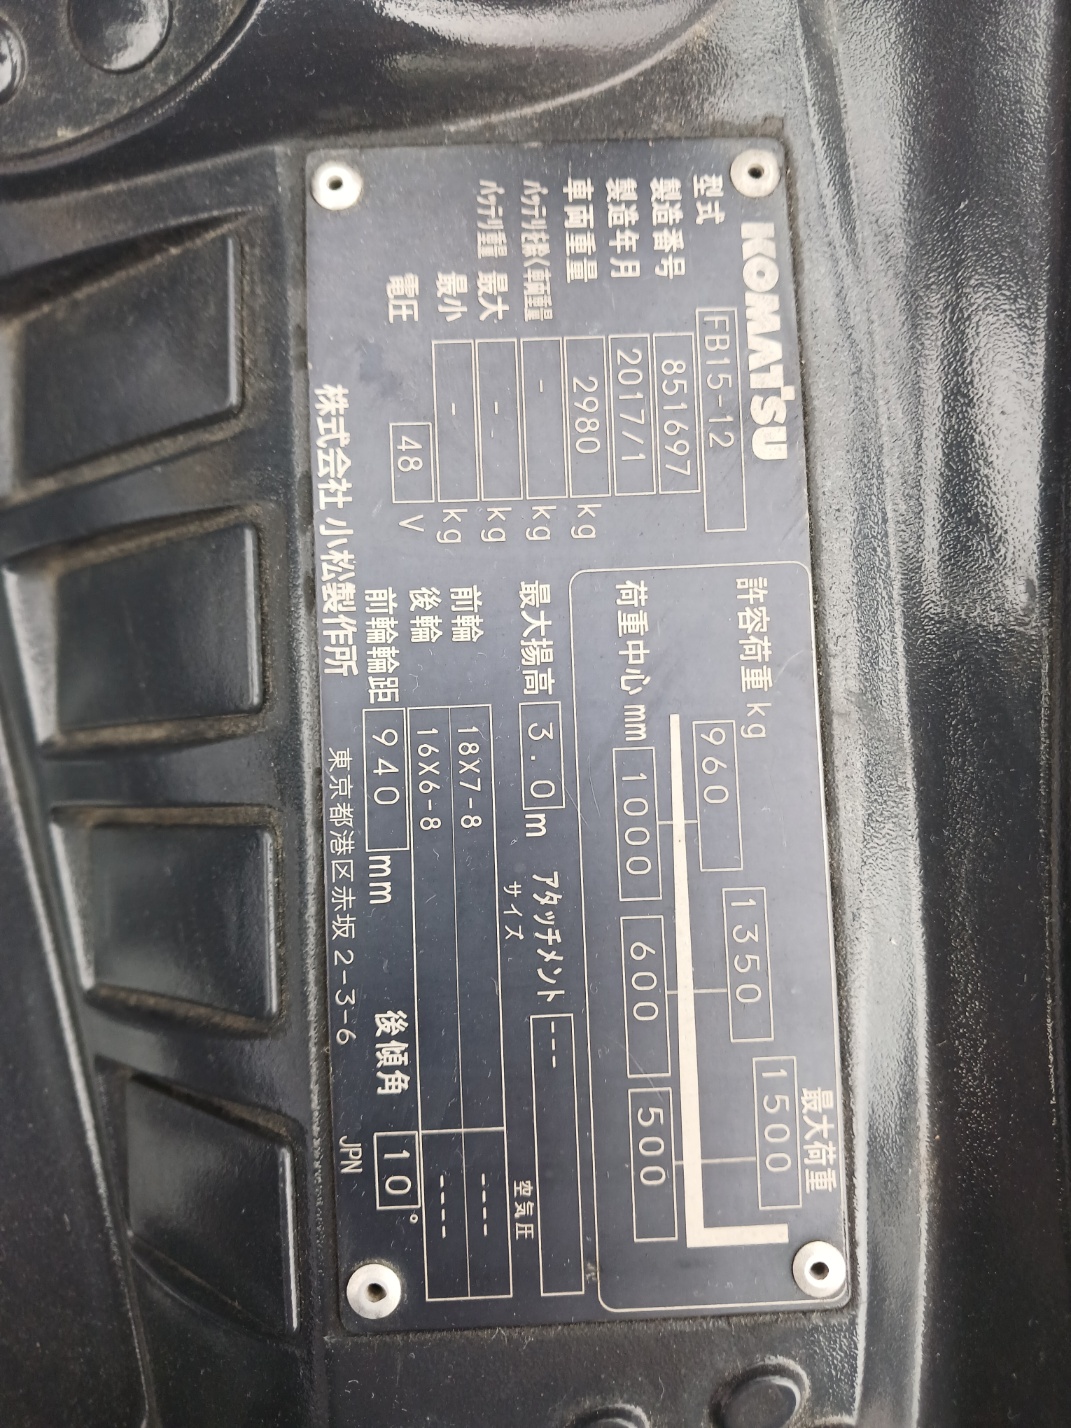 KOMATSU
型式 FB15-12
製造番号 851697
製造年月 2017/1
車両重量 2980 kg
- kg
バッテリ重量 最大 -- kg
最小 - kg
電圧 48 V
株式会社 小松製作所
東京都港区赤坂2-3-6
JPN
最大荷重
許容荷重 kg 960 1350 1500
荷重中心 mm 1000 600 500
最大揚高 3.0 m アタッチメント ---
サイズ 空気圧
前輪 18X7-8 ----
後輪 16X6-8 ----
前輪輪距 940 mm 後傾角 10°